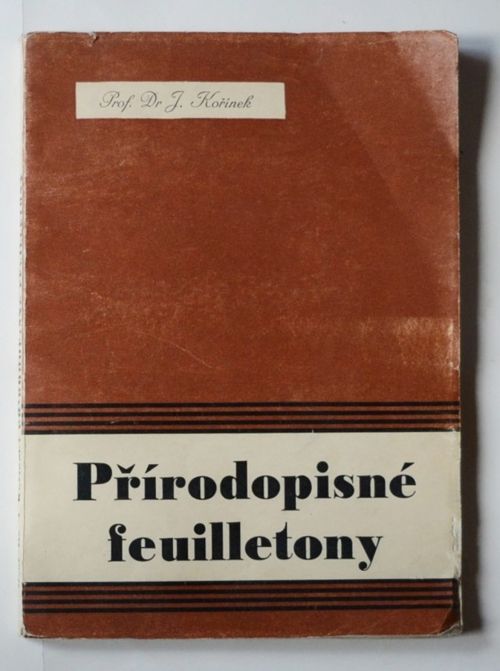 Prof. Dr J. Kořínek
Přírodopisné
feuilletony